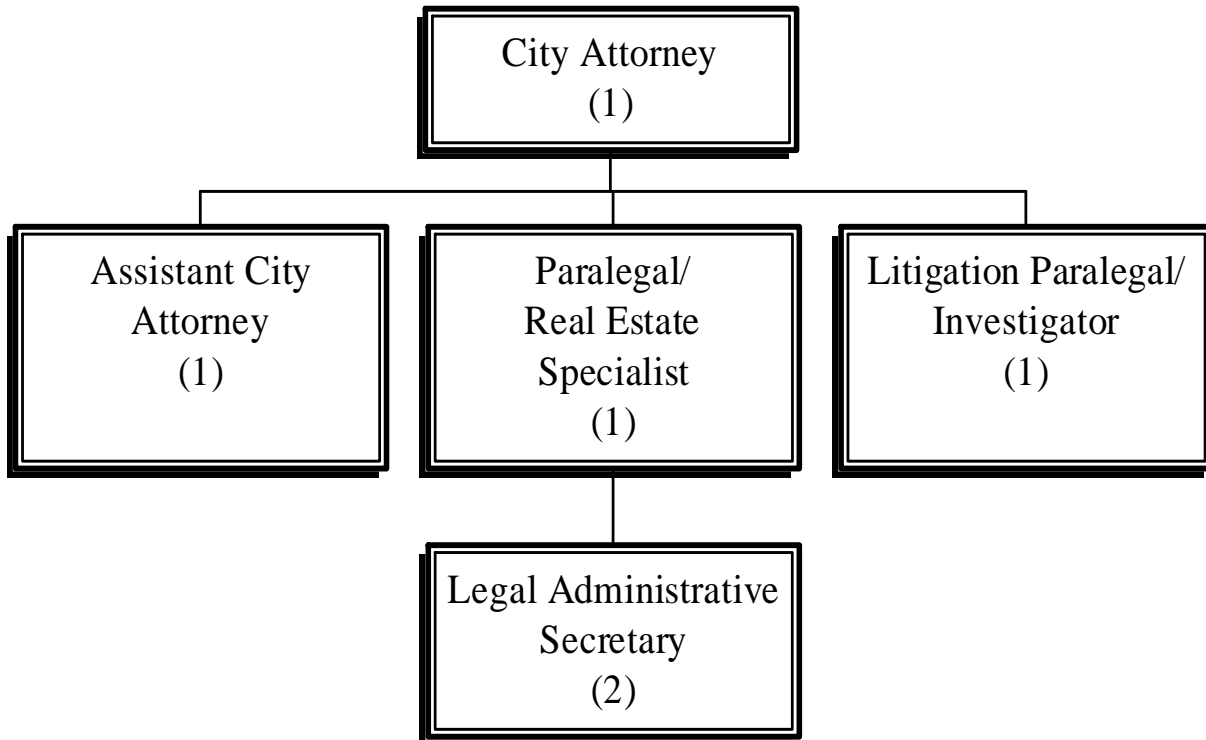 City Attorney
(1)
Assistant City
Attorney
(1)
Paralegal/
Real Estate
Specialist
(1)
Litigation Paralegal/
Investigator
(1)
Legal Administrative
Secretary
(2)